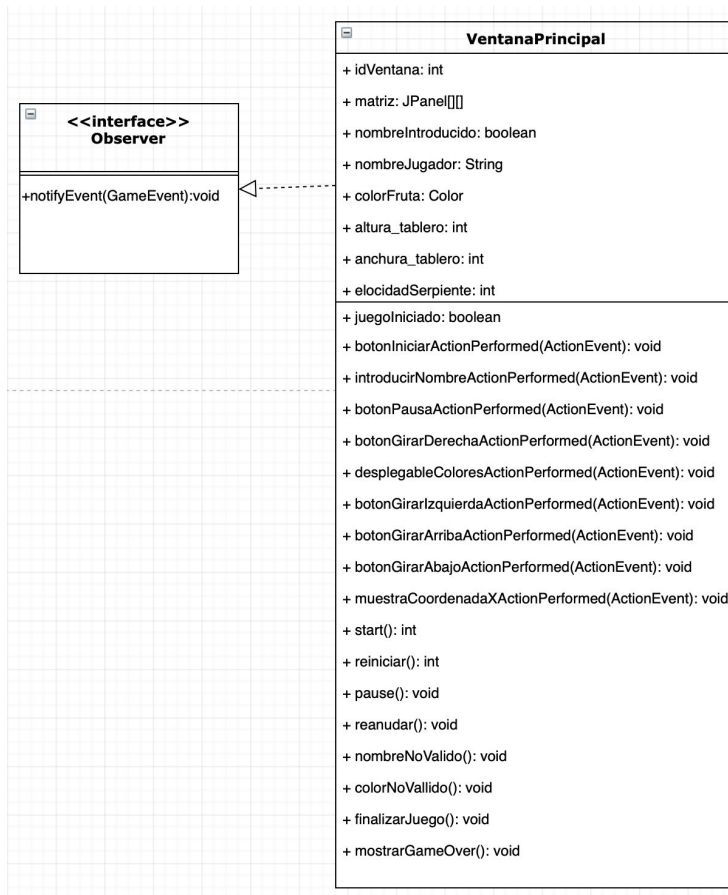 <<interface>>
Observer
+notifyEvent(GameEvent):void
VentanaPrincipal
+ idVentana: int
+ matriz: JPanel[][]
+ nombreIntroducido: boolean
+ nombreJugador: String
+ colorFruta: Color
+ altura_tablero: int
+ anchura_tablero: int
+ elocidadSerpiente: int
+ juegoIniciado: boolean
+ botonIniciarActionPerformed(ActionEvent): void
+ introducirNombreActionPerformed(ActionEvent): void
+ botonPausaActionPerformed(ActionEvent): void
+ botonGirarDerechaActionPerformed(ActionEvent): void
+ desplegableColoresActionPerformed(ActionEvent): void
+ botonGirarIzquierdaActionPerformed(ActionEvent): void
+ botonGirarArribaActionPerformed(ActionEvent): void
+ botonGirarAbajoActionPerformed(ActionEvent): void
+ muestraCoordenadaXActionPerformed(ActionEvent): void
+ start(): int
+ reiniciar(): int
+ pause(): void
+ reanudar(): void
+ nombreNoValido(): void
+ colorNoVallido(): void
+ finalizarJuego(): void
+ mostrarGameOver(): void